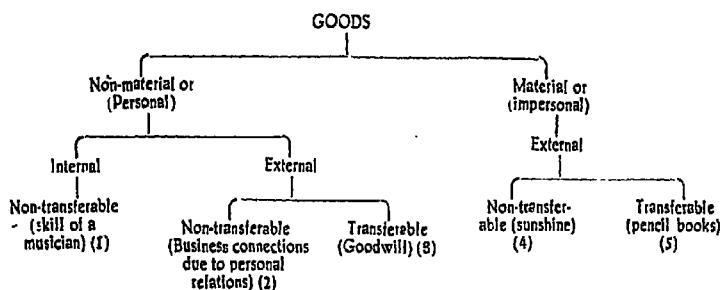 GOODS
Non-material or
(Personal)
Material or
(impersonal)
Internal
External
External
Non-transferable
(skill of a
musician) (1)
Non-transferable
(Business connections
due to personal
relations) (2)
Transferable
(Goodwill) (3)
Non-transfer-
able (sunshine)
(4)
Transferable
(pencil books)
(5)